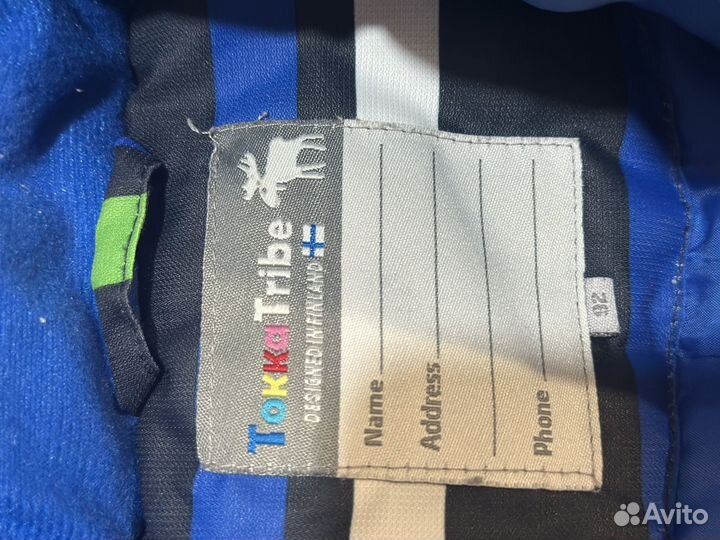 TokkaTribe
DESIGNED IN FINLAND
Name
Address
Phone
92
Avito